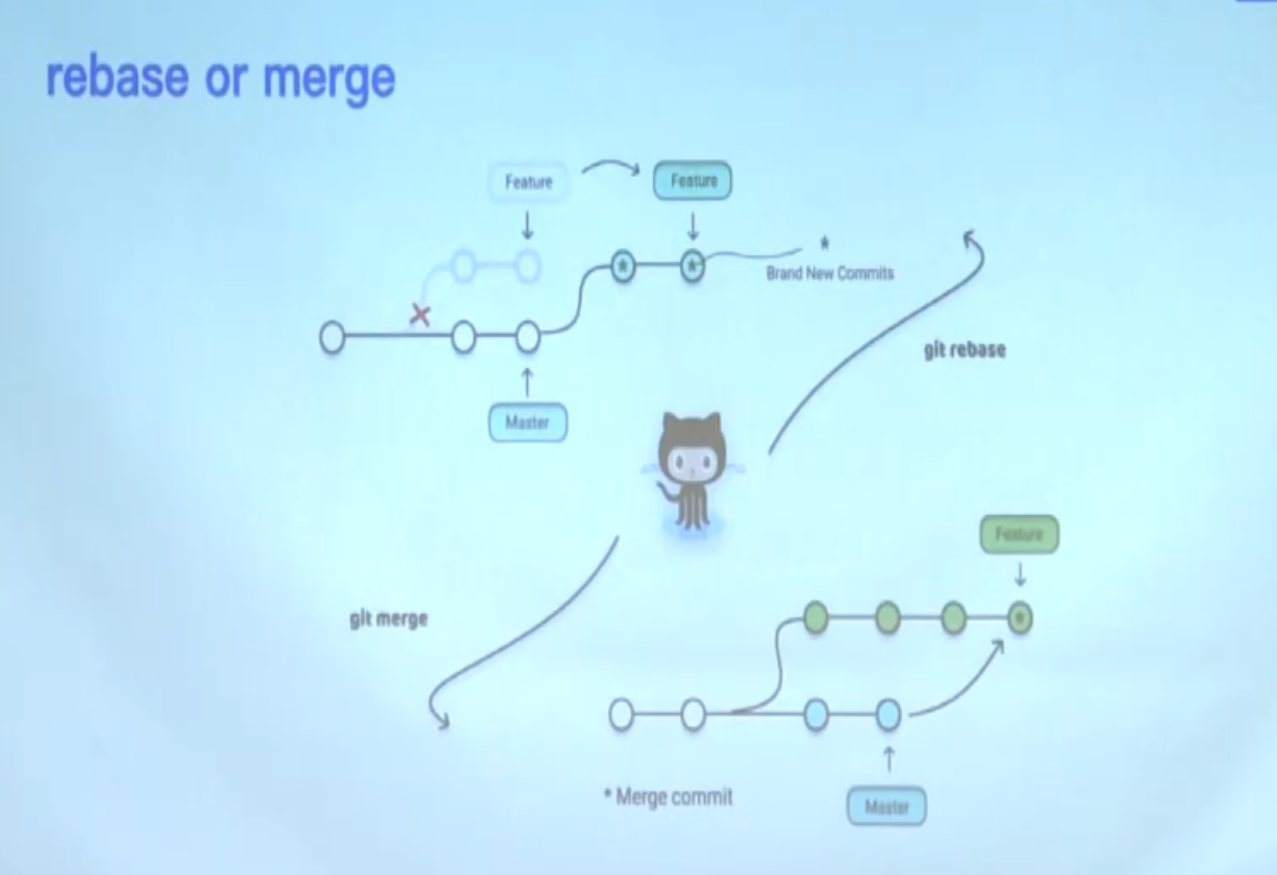 rebase or merge
Feature
Feature
*
* *
Brand New Commits
git rebase
Master
Feature
git merge
*
* Merge commit
Master